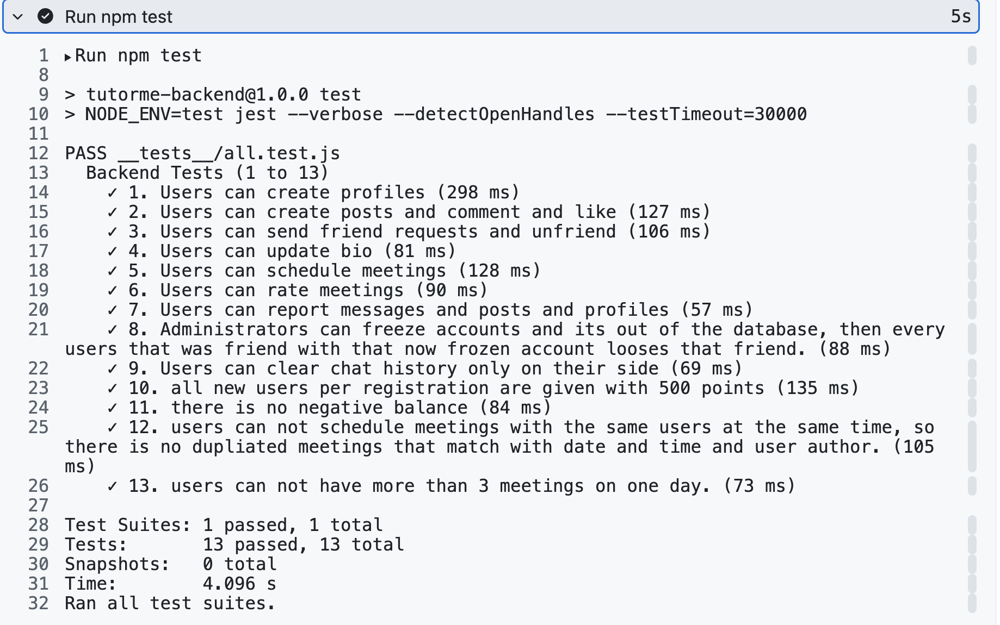 Run npm test 5s
1 ▸Run npm test
8
9 > tutorme-backend@1.0.0 test
10 > NODE_ENV=test jest --verbose --detectOpenHandles --testTimeout=30000
11
12 PASS __tests__/all.test.js
13 Backend Tests (1 to 13)
14 ✓ 1. Users can create profiles (298 ms)
15 ✓ 2. Users can create posts and comment and like (127 ms)
16 ✓ 3. Users can send friend requests and unfriend (106 ms)
17 ✓ 4. Users can update bio (81 ms)
18 ✓ 5. Users can schedule meetings (128 ms)
19 ✓ 6. Users can rate meetings (90 ms)
20 ✓ 7. Users can report messages and posts and profiles (57 ms)
21 ✓ 8. Administrators can freeze accounts and its out of the database, then every
users that was friend with that now frozen account looses that friend. (88 ms)
22 ✓ 9. Users can clear chat history only on their side (69 ms)
23 ✓ 10. all new users per registration are given with 500 points (135 ms)
24 ✓ 11. there is no negative balance (84 ms)
25 ✓ 12. users can not schedule meetings with the same users at the same time, so
there is no dupliated meetings that match with date and time and user author. (105
ms)
26 ✓ 13. users can not have more than 3 meetings on one day. (73 ms)
27
28 Test Suites: 1 passed, 1 total
29 Tests: 13 passed, 13 total
30 Snapshots: 0 total
31 Time: 4.096 s
32 Ran all test suites.